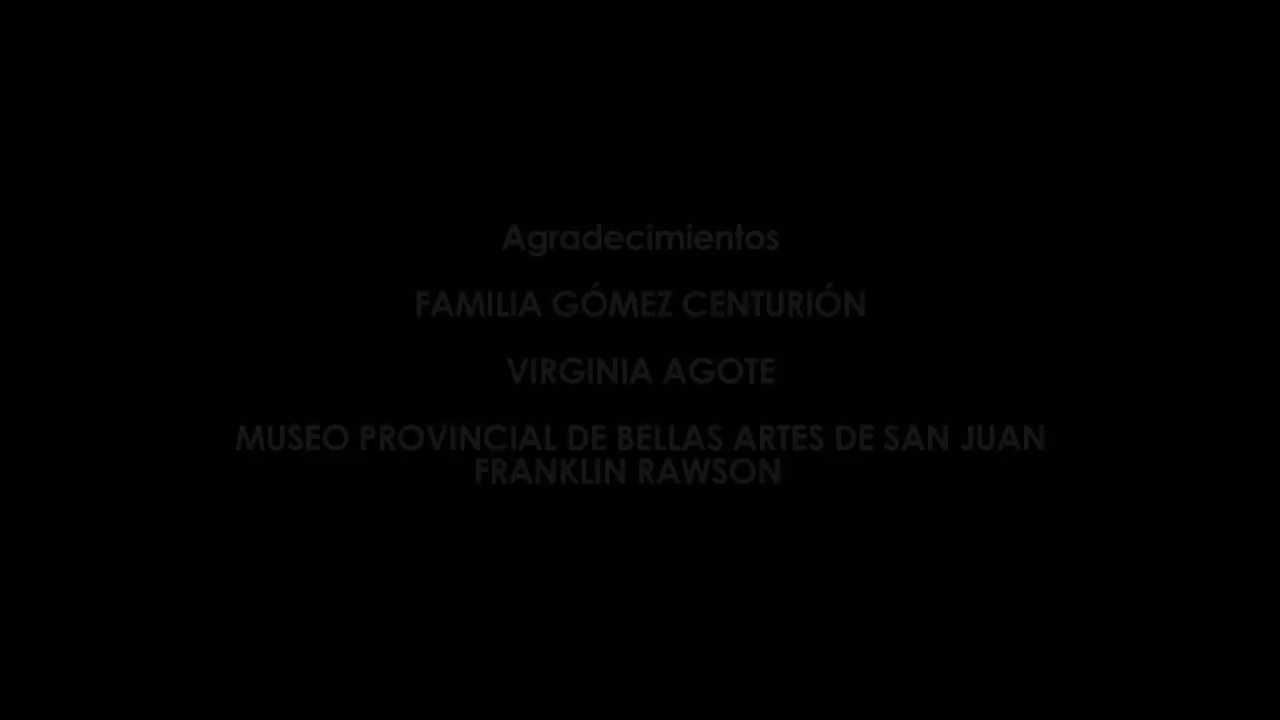 Agradecimientos
FAMILIA GÓMEZ CENTURIÓN
VIRGINIA AGOTE
MUSEO PROVINCIAL DE BELLAS ARTES DE SAN JUAN
FRANKLIN RAWSON